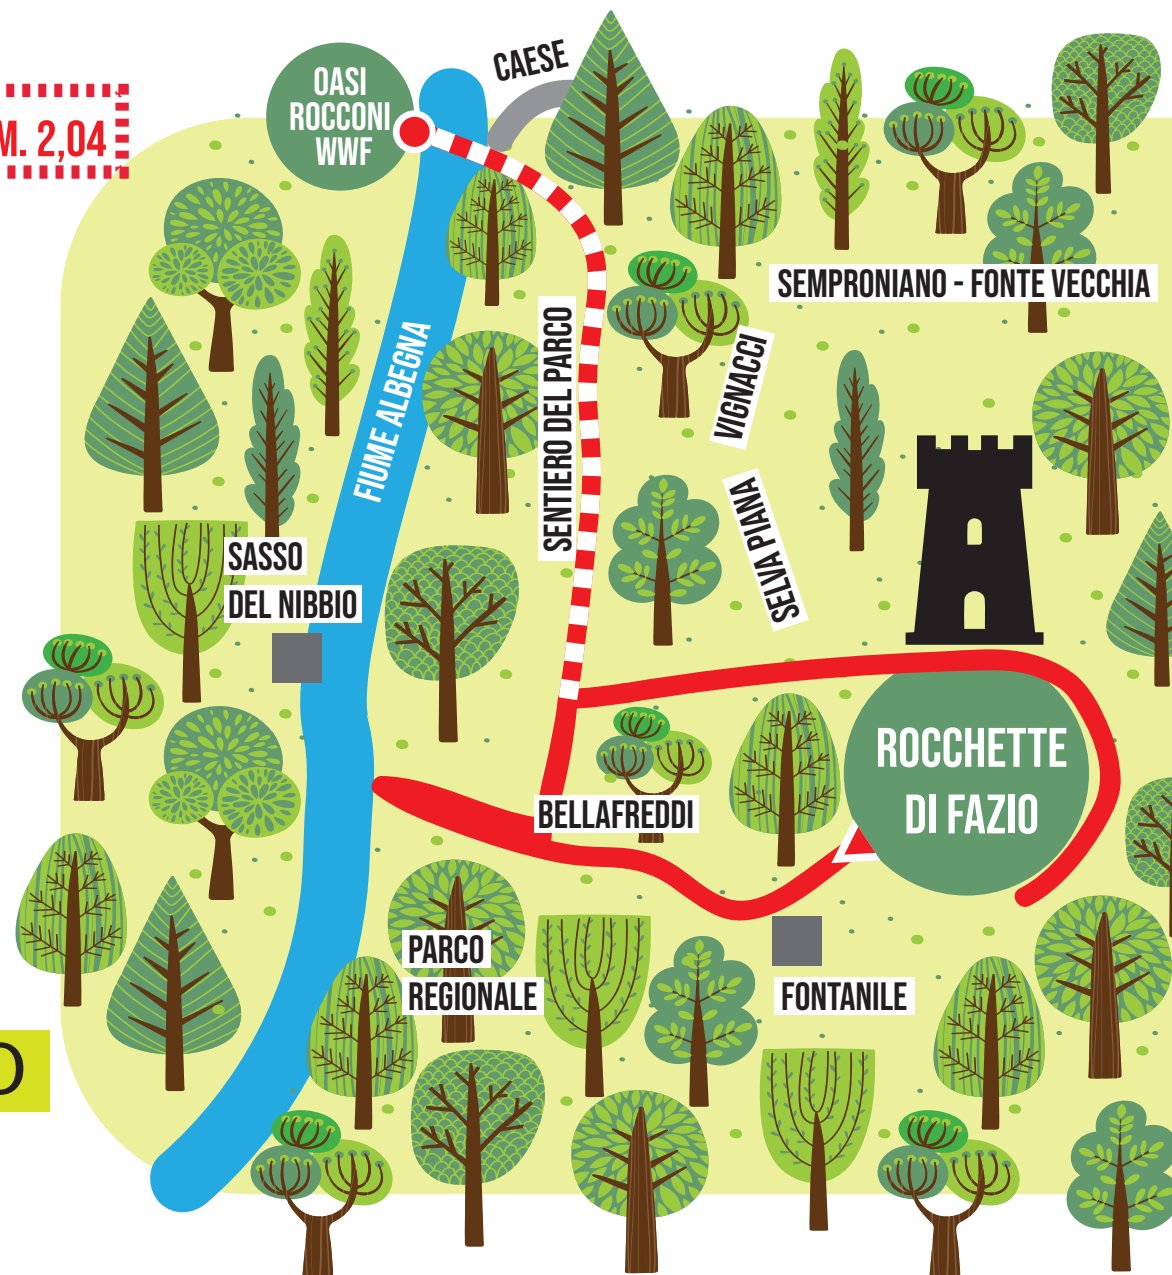 CAESE
OASI
ROCCONI
WWF
M. 2,04
SEMPRONIANO - FONTE VECCHIA
SENTIERO DEL PARCO
FIUME ALBEGNA
VIGNACCI
SELVA PIANA
SASSO
DEL NIBBIO
ROCCHETTE
DI FAZIO
BELLAFREDDI
PARCO
REGIONALE
FONTANILE
O